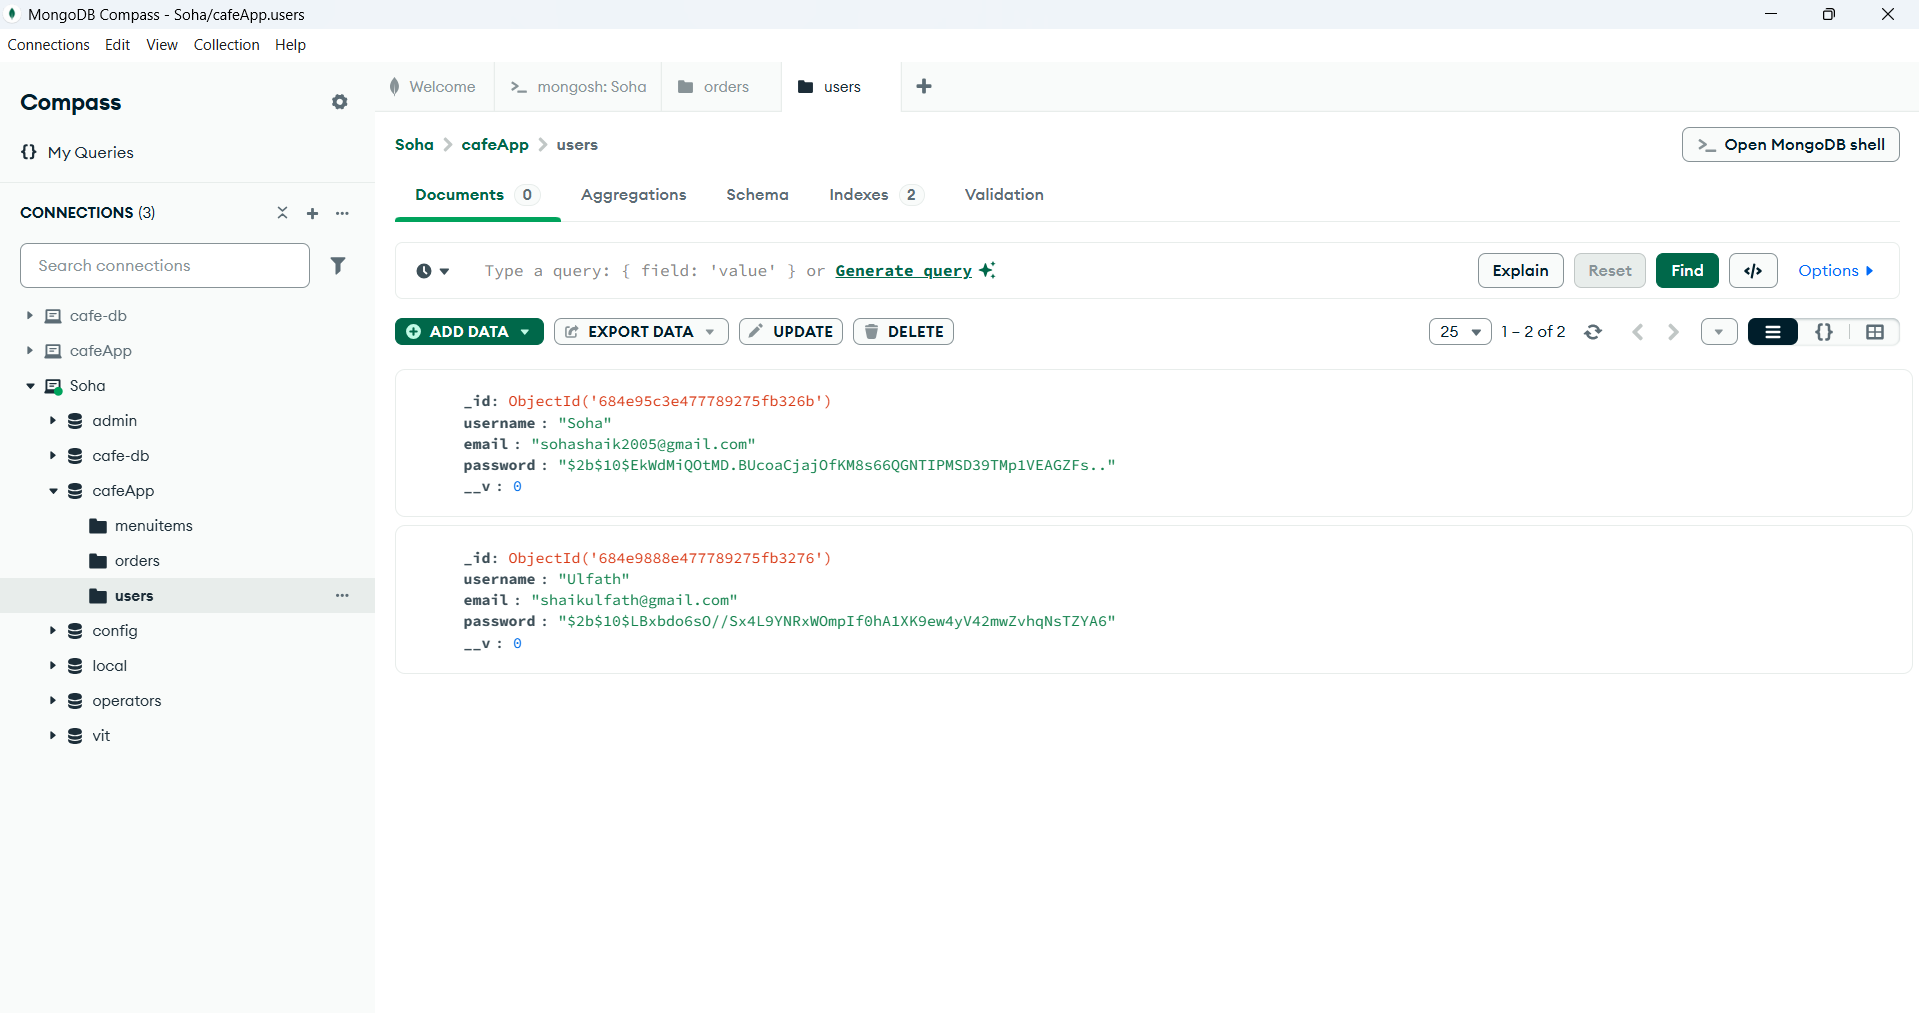 MongoDB Compass - Soha/cafeApp.users
Connections Edit View Collection Help
Compass
{} My Queries
CONNECTIONS (3)
Search connections
cafe-db
cafeApp
Soha
admin
cafe-db
cafeApp
menuitems
orders
users
config
local
operators
vit
Welcome
>_ mongosh: Soha
orders
users
Soha > cafeApp > users
>_ Open MongoDB shell
Documents 0 Aggregations Schema Indexes 2 Validation
Type a query: { field: 'value' } or Generate query
Explain Reset Find </> Options
ADD DATA EXPORT DATA UPDATE DELETE
25 1 – 2 of 2 {}
_id: ObjectId('684e95c3e477789275fb326b')
username : "Soha"
email : "sohashaik2005@gmail.com"
password : "$2b$10$EkWdMiQOtMD.BUcoaCjajOfKM8s66QGNTIPMSD39TMp1VEAGZFs.."
__v : 0
_id: ObjectId('684e9888e477789275fb3276')
username : "Ulfath"
email : "shaikulfath@gmail.com"
password : "$2b$10$LBxbdo6sO//Sx4L9YNRxWOmpIf0hA1XK9ew4yV42mwZvhqNsTZYA6"
__v : 0